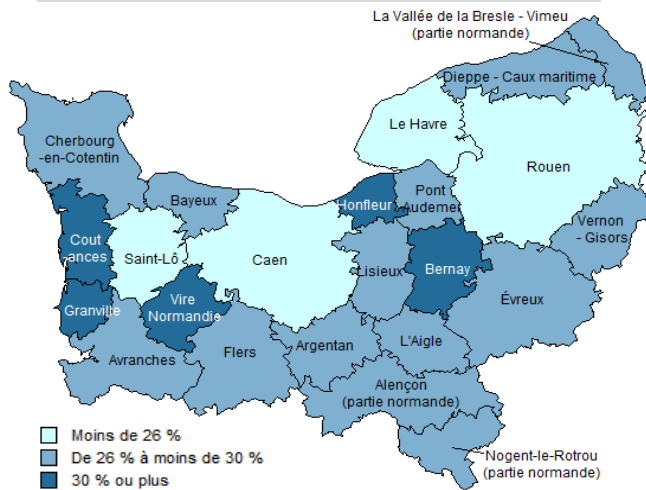 La Vallée de la Bresle - Vimeu
(partie normande)
Dieppe - Caux maritime
Le Havre
Cherbourg
-en-Cotentin
Rouen
Bayeux
Honfleur
Pont
Audemer
Vernon
- Gisors
Cout
ances
Saint-Lô
Caen
Lisieux
Bernay
Granville
Vire
Normandie
Évreux
Avranches
Flers
Argentan
L'Aigle
Alençon
(partie normande)
Moins de 26 %
De 26 % à moins de 30 %
30 % ou plus
Nogent-le-Rotrou
(partie normande)